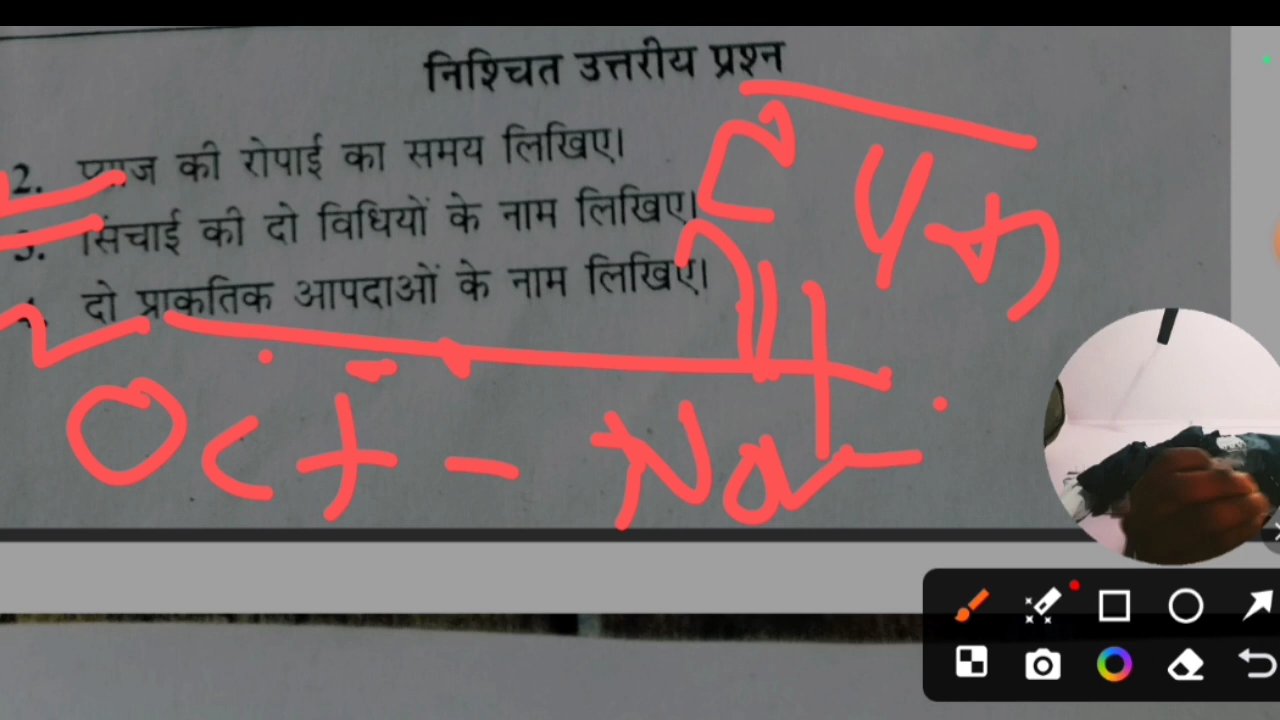 निश्चित उत्तरीय प्रश्न
2. प्याज की रोपाई का समय लिखिए।
3. सिंचाई की दो विधियों के नाम लिखिए।
दो प्राकृतिक आपदाओं के नाम लिखिए।
Oct - Nov